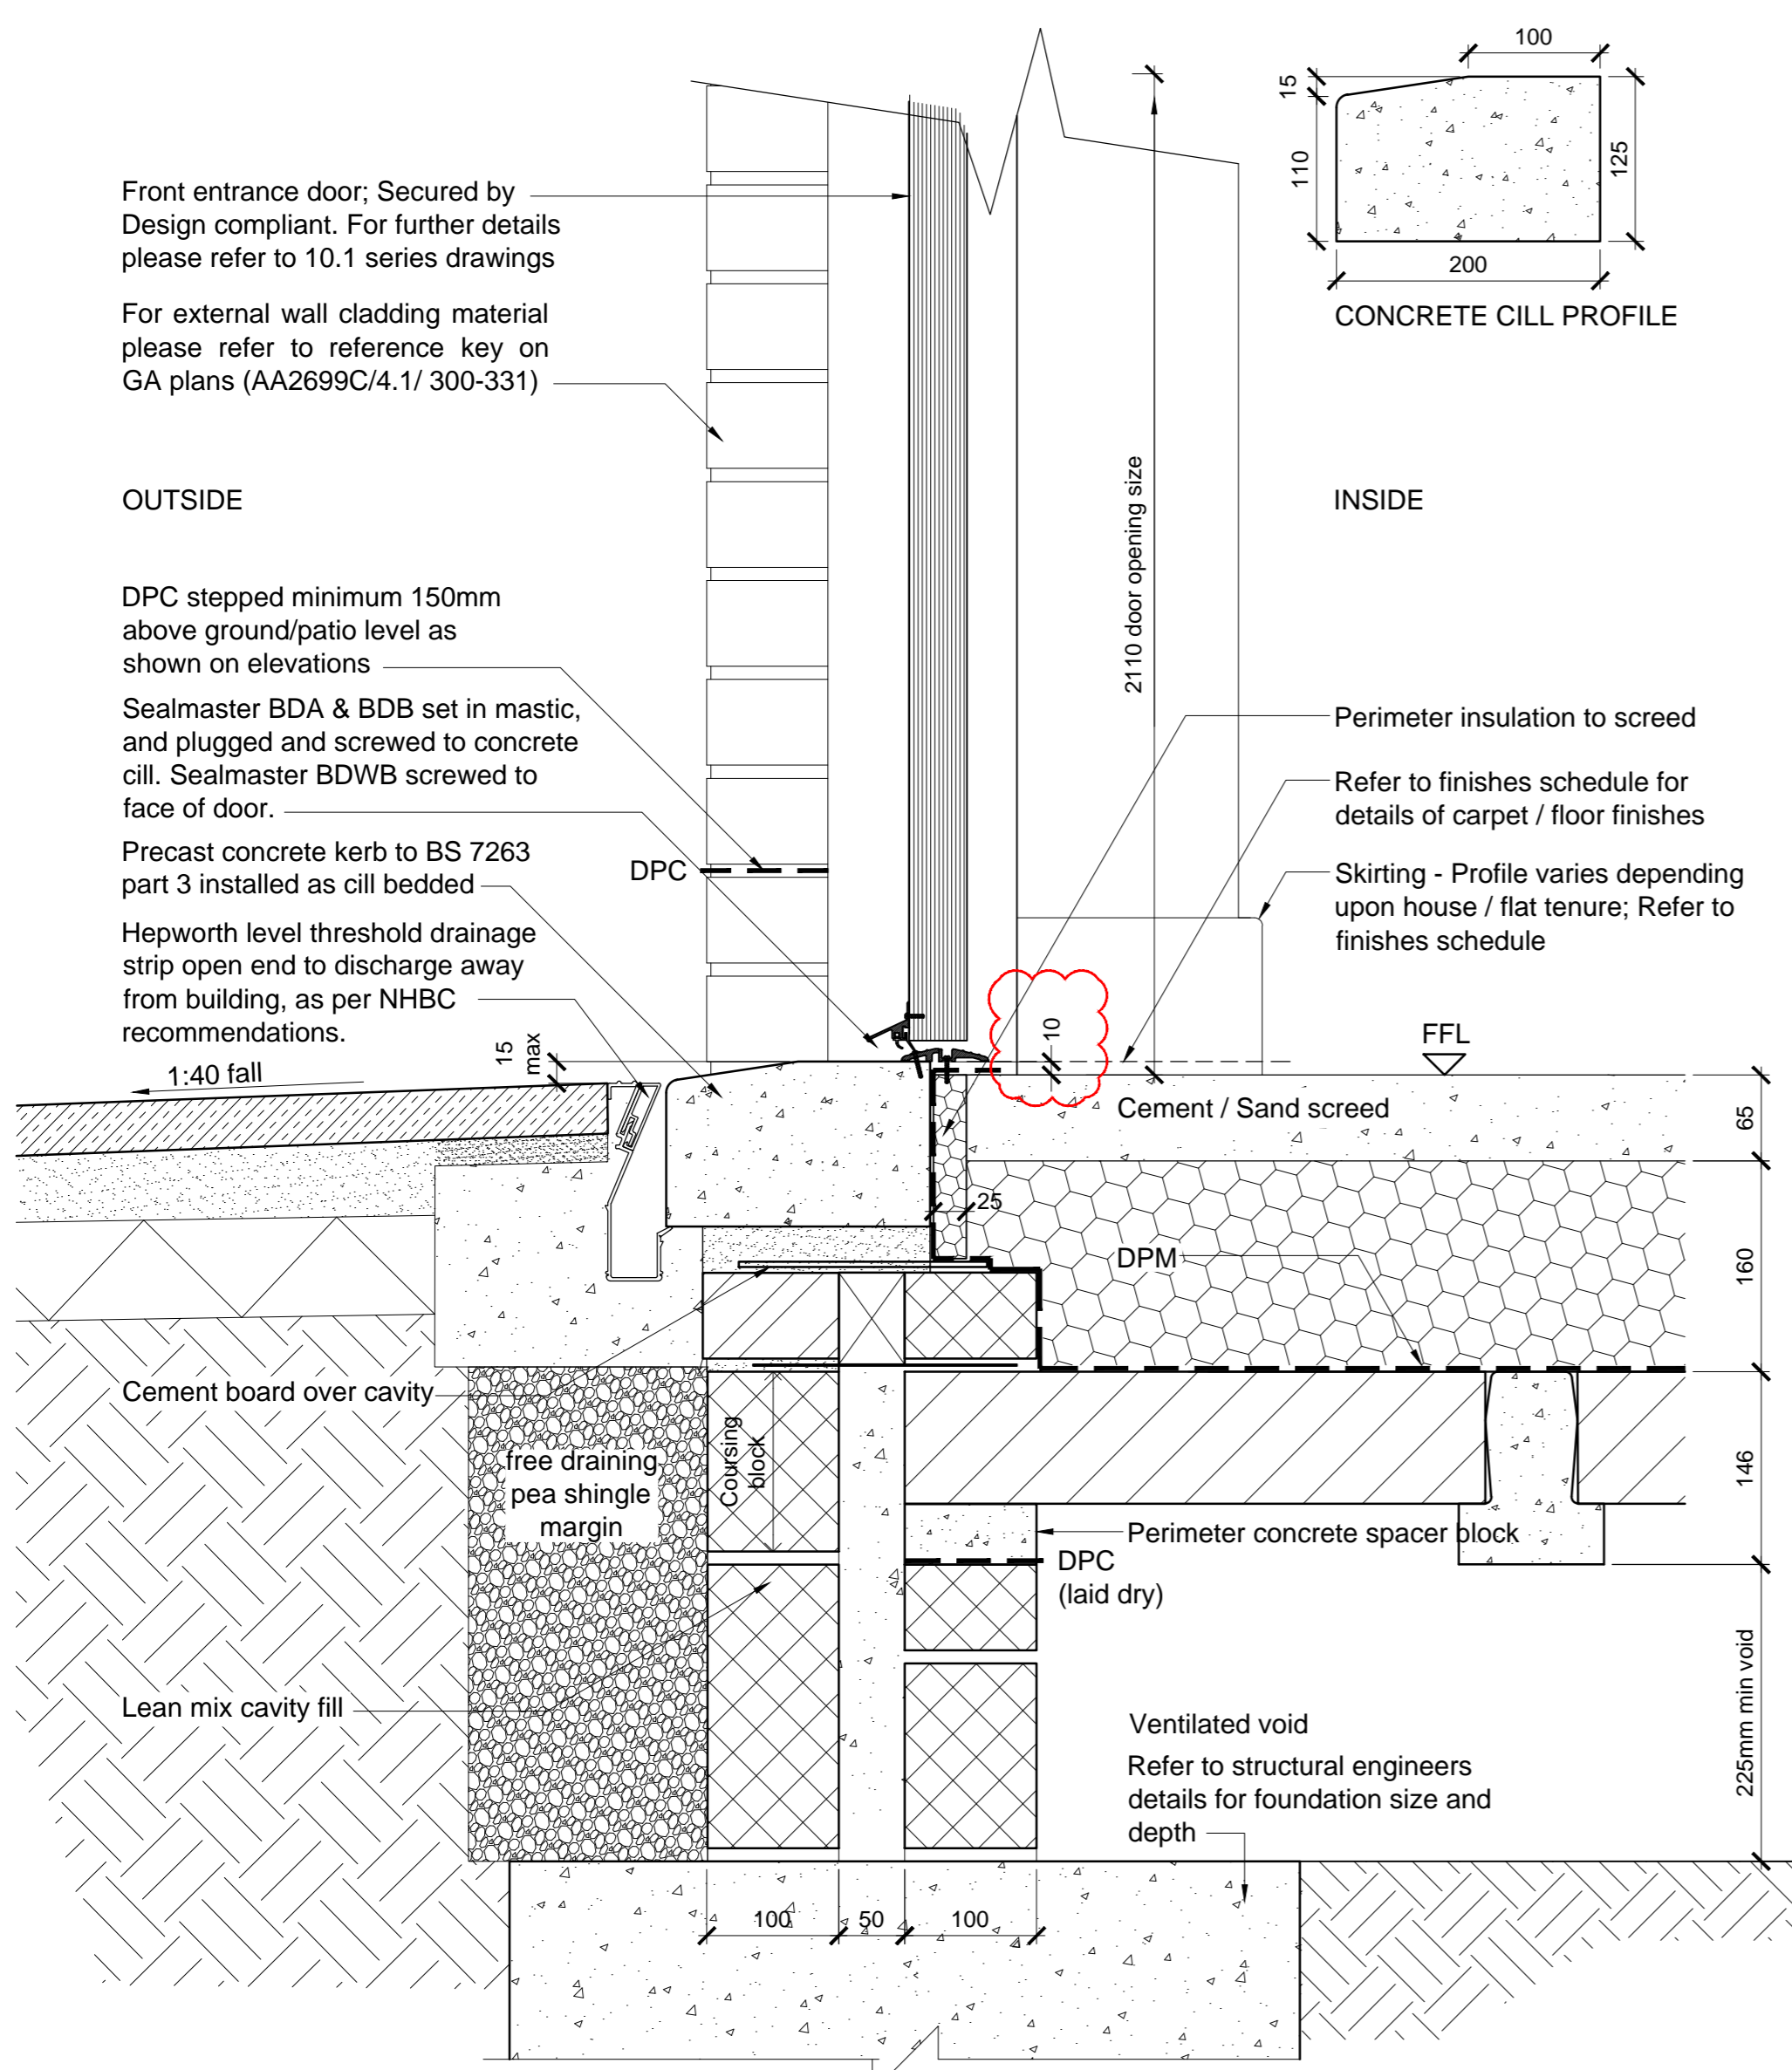 100
15
110
125
200
CONCRETE CILL PROFILE
Front entrance door; Secured by
Design compliant. For further details
please refer to 10.1 series drawings
For external wall cladding material
please refer to reference key on
GA plans (AA2699C/4.1/ 300-331)
OUTSIDE
INSIDE
2110 door opening size
DPC stepped minimum 150mm
above ground/patio level as
shown on elevations
Sealmaster BDA & BDB set in mastic,
and plugged and screwed to concrete
cill. Sealmaster BDWB screwed to
face of door.
DPC
Precast concrete kerb to BS 7263
part 3 installed as cill bedded
Hepworth level threshold drainage
strip open end to discharge away
from building, as per NHBC
recommendations.
Perimeter insulation to screed
Refer to finishes schedule for
details of carpet / floor finishes
Skirting - Profile varies depending
upon house / flat tenure; Refer to
finishes schedule
15
max
1:40 fall
10
FFL
Cement / Sand screed
65
25
DPM
160
Cement board over cavity
free draining
pea shingle
margin
Coursing
block
146
Perimeter concrete spacer block
DPC
(laid dry)
Lean mix cavity fill
225mm min void
Ventilated void
Refer to structural engineers
details for foundation size and
depth
100
50
100